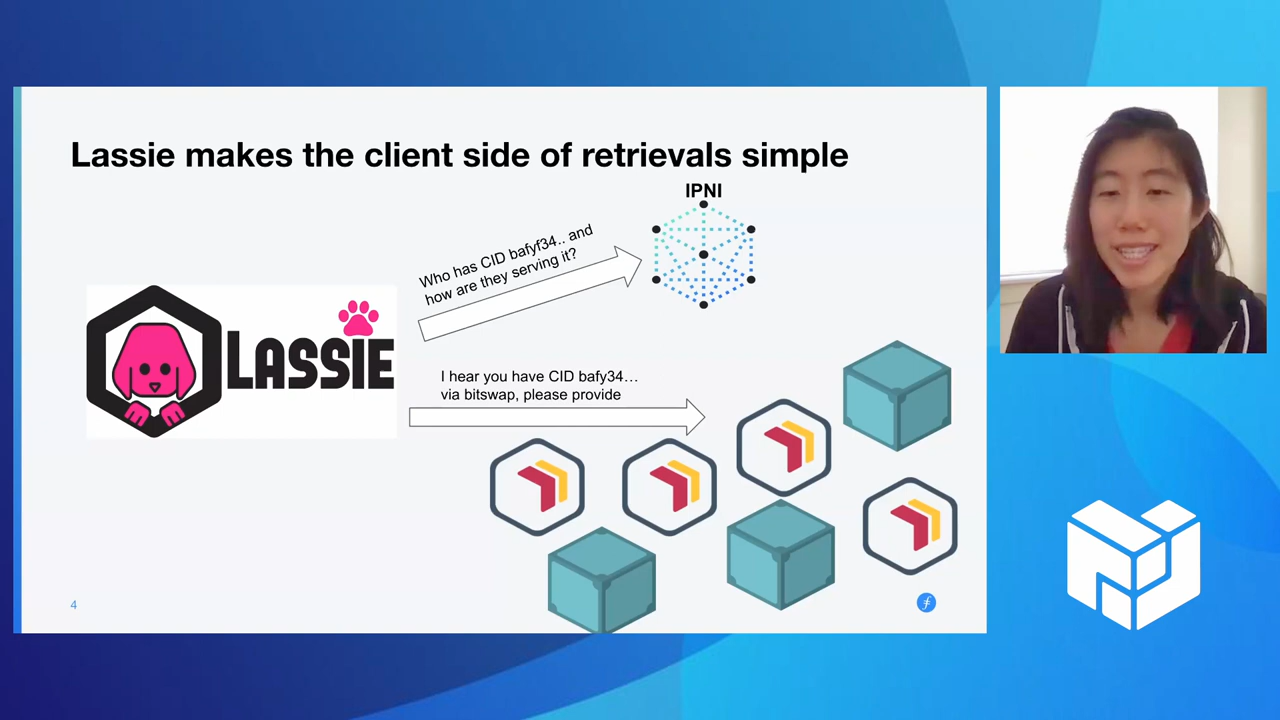 Lassie makes the client side of retrievals simple
IPNI
Who has CID bafyf34.. and
how are they serving it?
LASSIE
I hear you have CID bafy34…
via bitswap, please provide
4